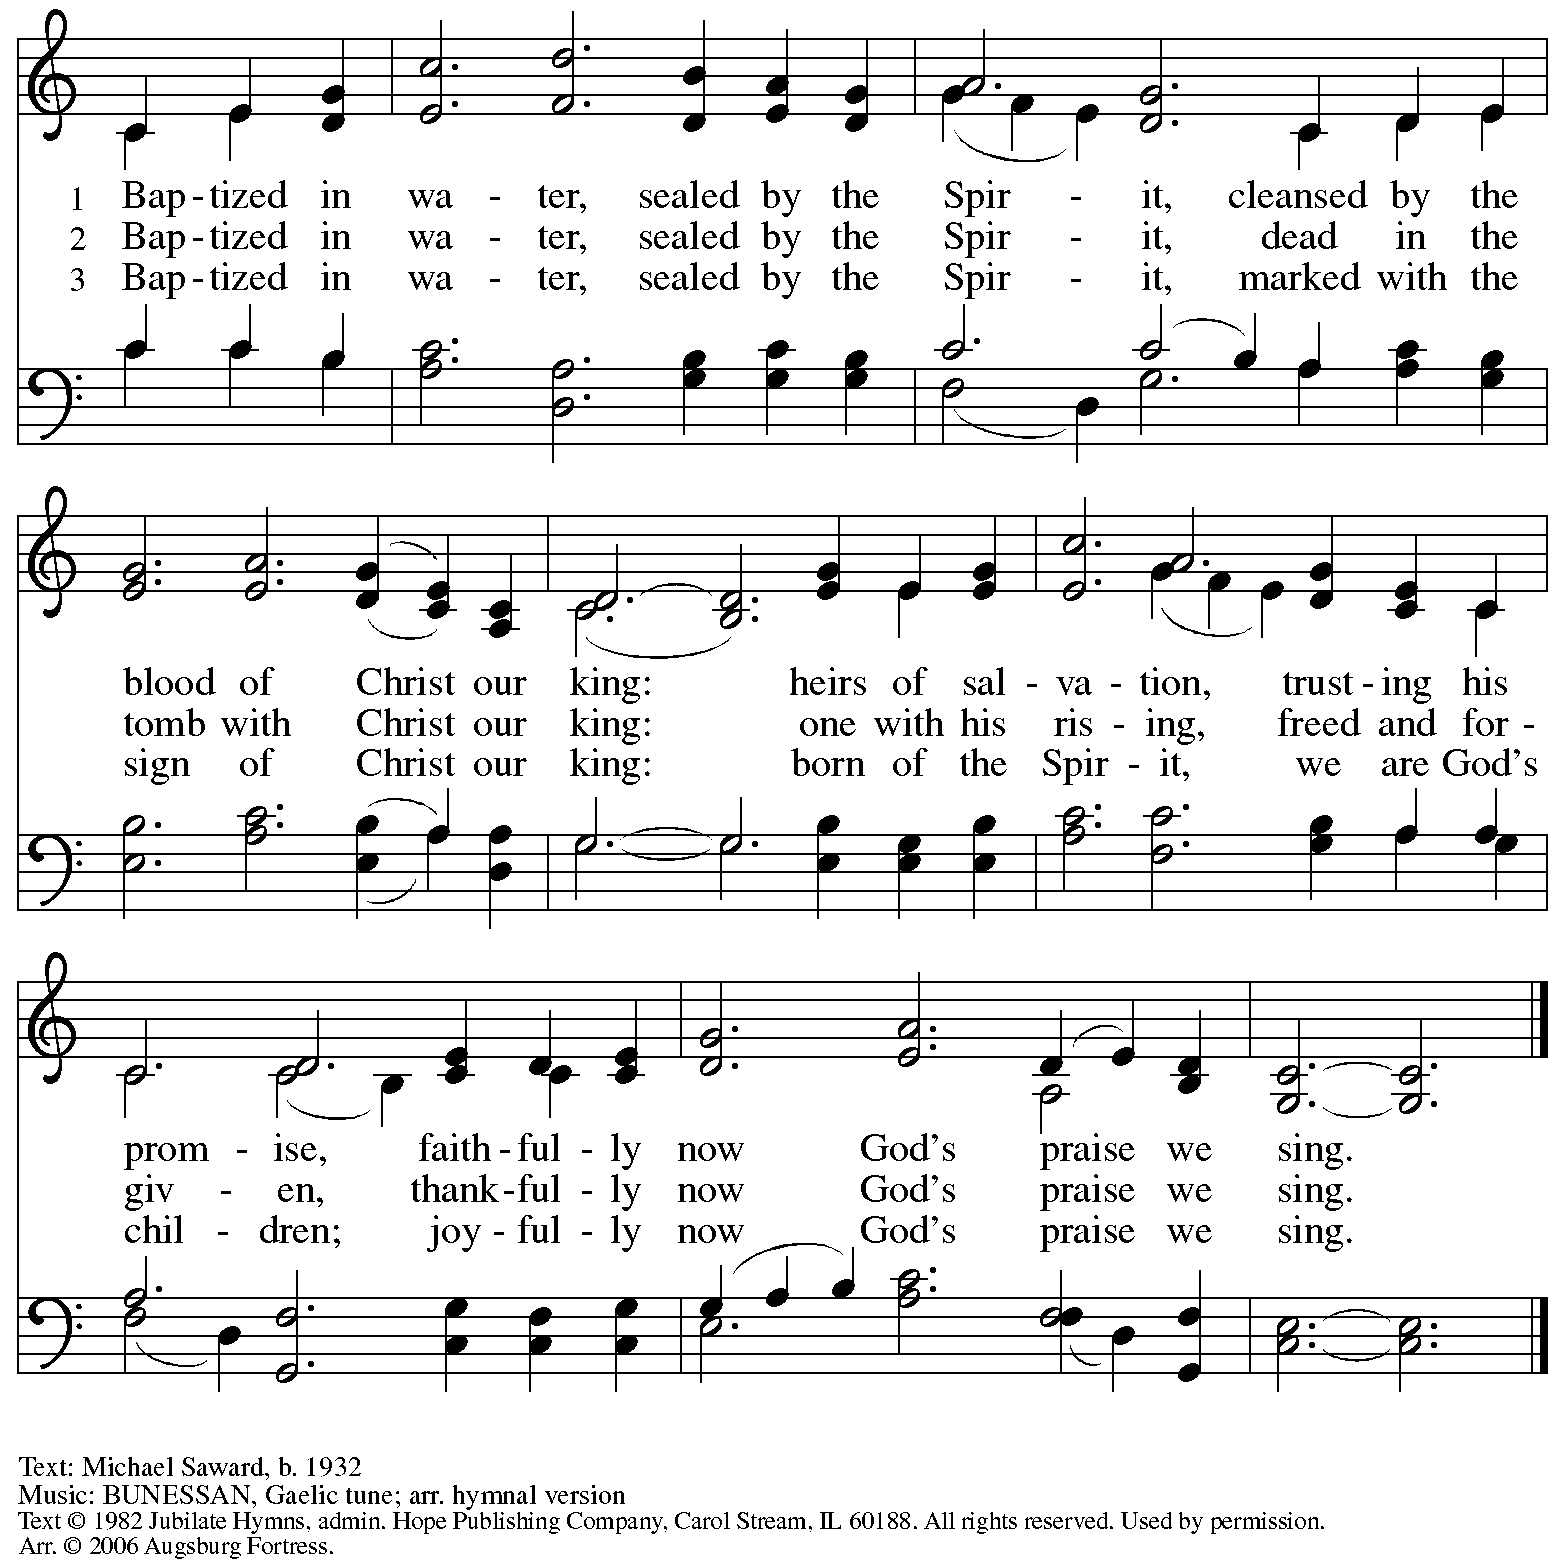 1 Bap - tized in wa - ter, sealed by the Spir - it, cleansed by the
2 Bap - tized in wa - ter, sealed by the Spir - it, dead in the
3 Bap - tized in wa - ter, sealed by the Spir - it, marked with the
blood of Christ our king: heirs of sal - va - tion, trust - ing his
tomb with Christ our king: one with his ris - ing, freed and for -
sign of Christ our king: born of the Spir - it, we are God's
prom - ise, faith - ful - ly now God's praise we sing.
giv - en, thank - ful - ly now God's praise we sing.
chil - dren; joy - ful - ly now God's praise we sing.
Text: Michael Saward, b. 1932
Music: BUNESSAN, Gaelic tune; arr. hymnal version
Text © 1982 Jubilate Hymns, admin. Hope Publishing Company, Carol Stream, IL 60188. All rights reserved. Used by permission.
Arr. © 2006 Augsburg Fortress.